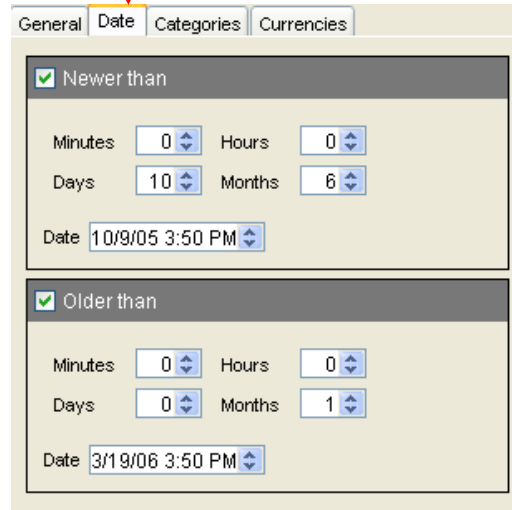 General Date Categories Currencies
Newer than
Minutes 0 Hours 0
Days 10 Months 6
Date 10/9/05 3:50 PM
Older than
Minutes 0 Hours 0
Days 0 Months 1
Date 3/19/06 3:50 PM